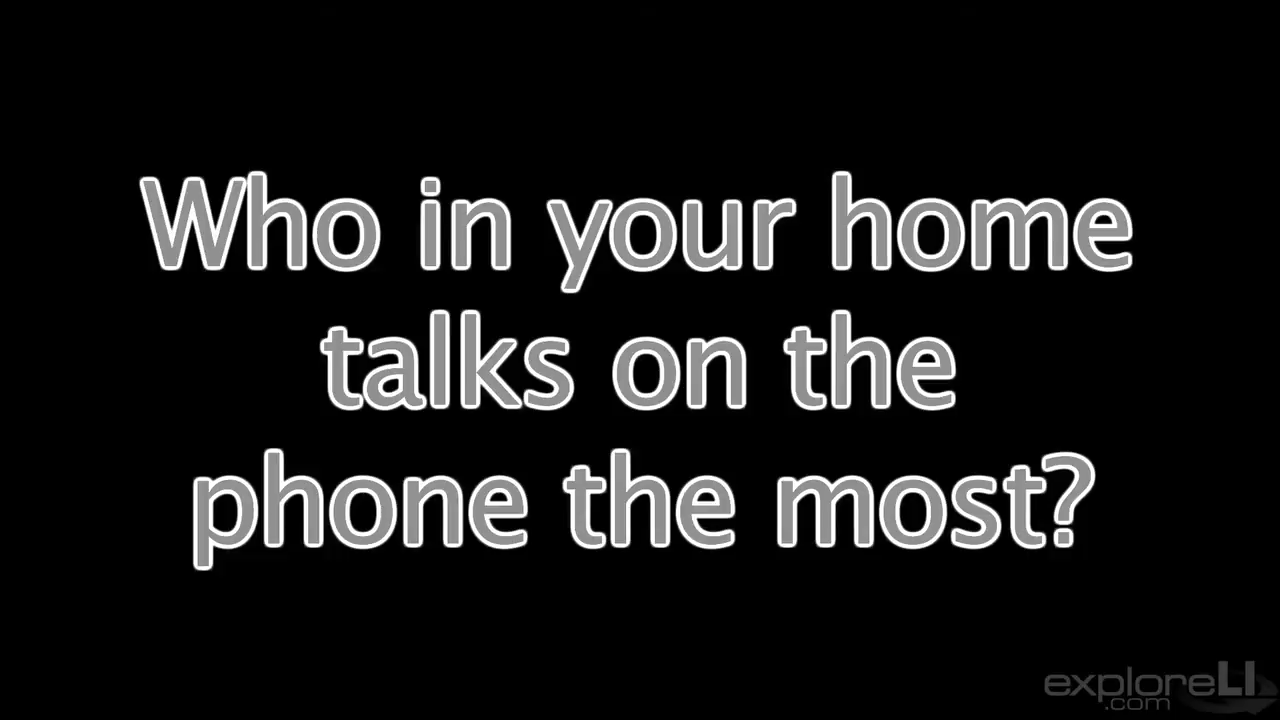 Who in your home
talks on the
phone the most?
exploreLI
.com